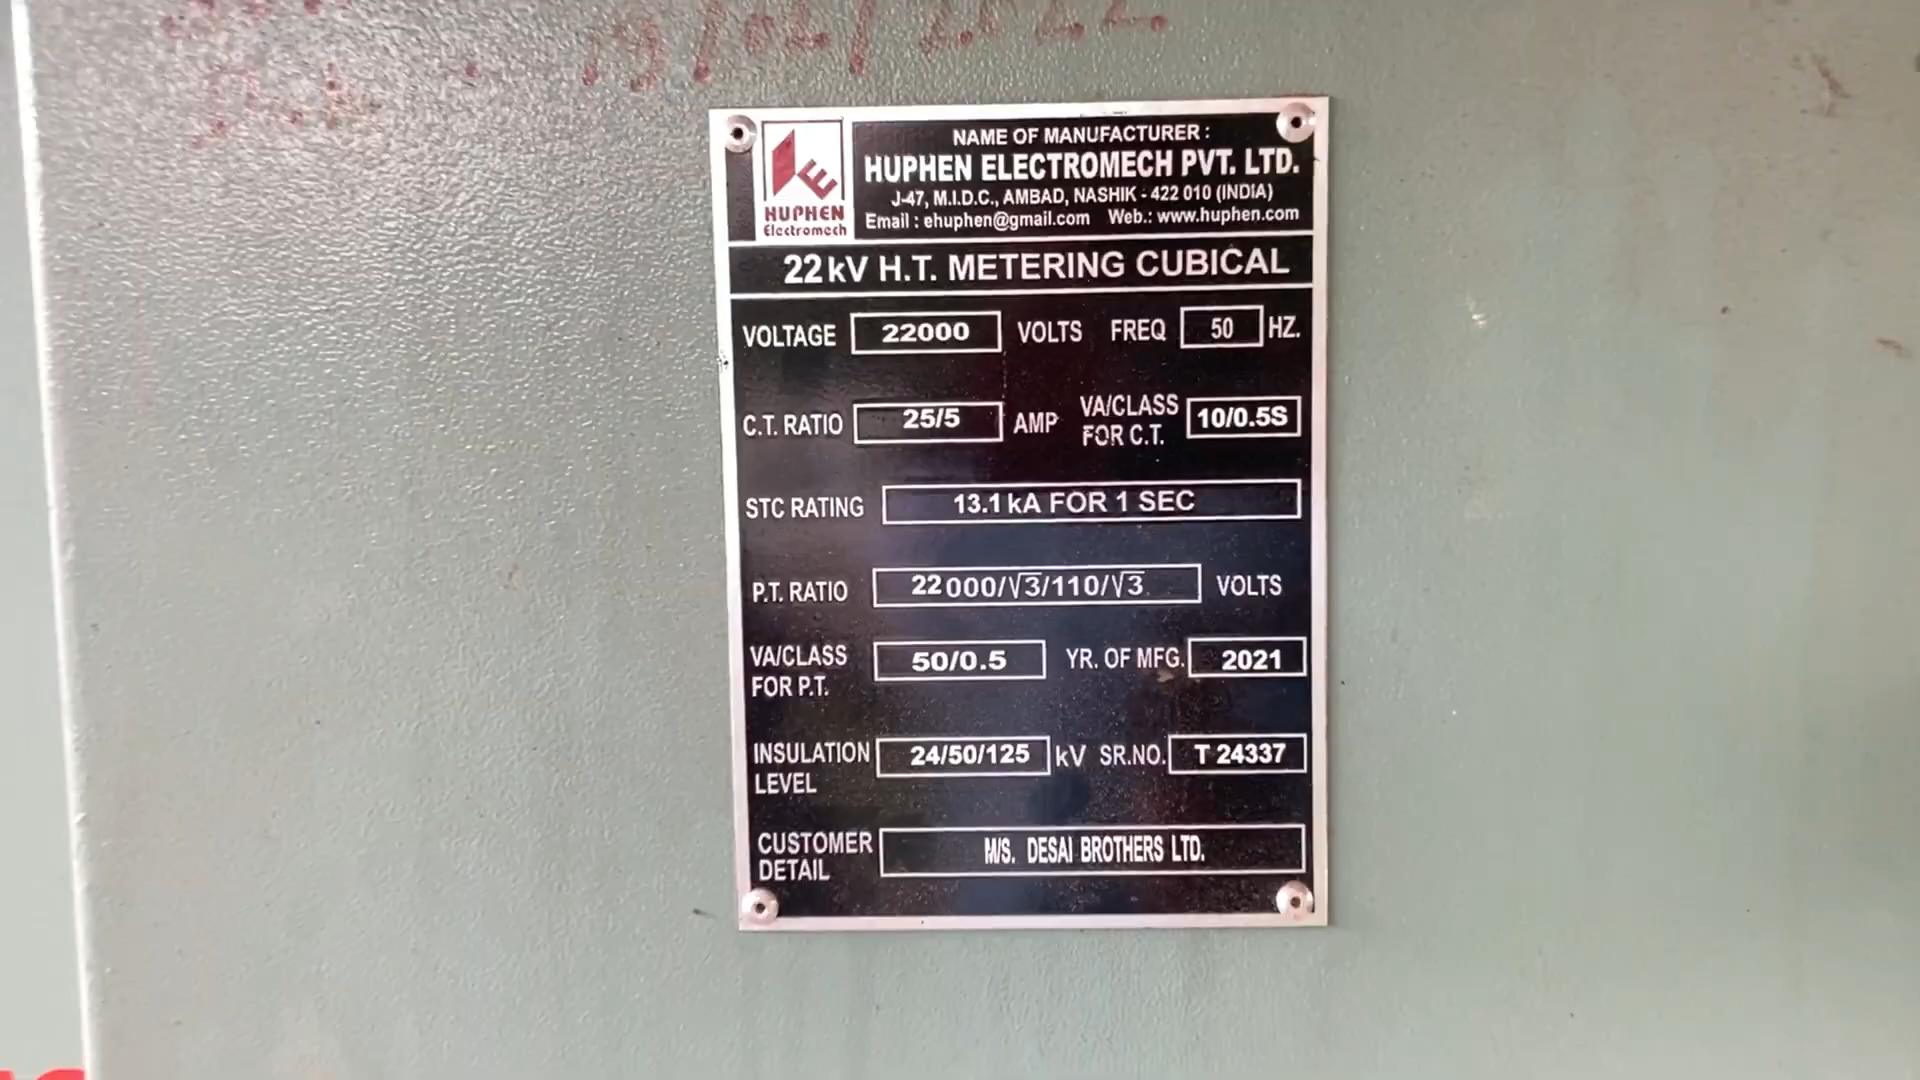 19/02/2022
HUPHEN
Electromech
NAME OF MANUFACTURER :
HUPHEN ELECTROMECH PVT. LTD.
J-47, M.I.D.C., AMBAD, NASHIK - 422 010 (INDIA)
Email : ehuphen@gmail.com Web.: www.huphen.com
22kV H.T. METERING CUBICAL
VOLTAGE 22000 VOLTS FREQ 50 HZ.
C.T. RATIO 25/5 AMP VA/CLASS FOR C.T. 10/0.5S
STC RATING 13.1 kA FOR 1 SEC
P.T. RATIO 22000/√3/110/√3 VOLTS
VA/CLASS FOR P.T. 50/0.5 YR. OF MFG. 2021
INSULATION LEVEL 24/50/125 kV SR.NO. T 24337
CUSTOMER DETAIL M/S. DESAI BROTHERS LTD.